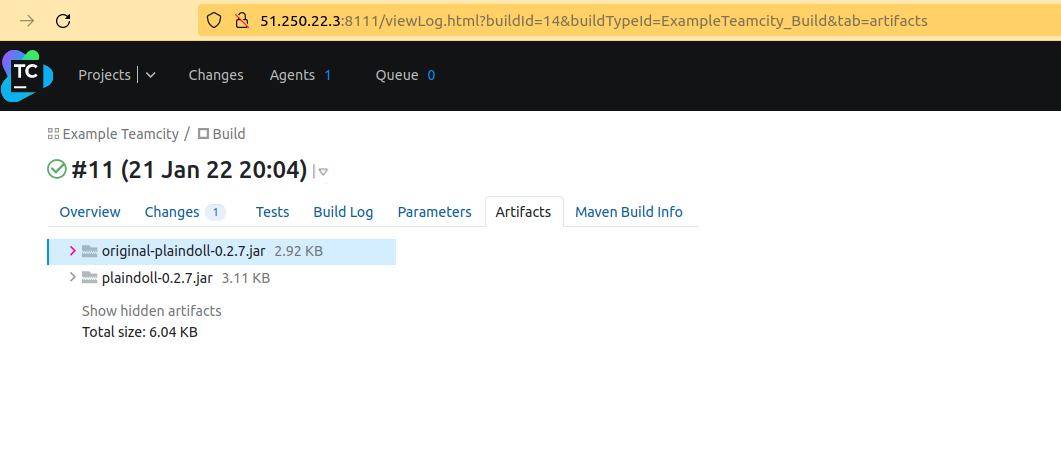 51.250.22.3:8111/viewLog.html?buildId=14&buildTypeId=ExampleTeamcity_Build&tab=artifacts
TC Projects Changes Agents 1 Queue 0
Example Teamcity / Build
#11 (21 Jan 22 20:04)
Overview Changes 1 Tests Build Log Parameters Artifacts Maven Build Info
original-plaindoll-0.2.7.jar 2.92 KB
plaindoll-0.2.7.jar 3.11 KB
Show hidden artifacts
Total size: 6.04 KB